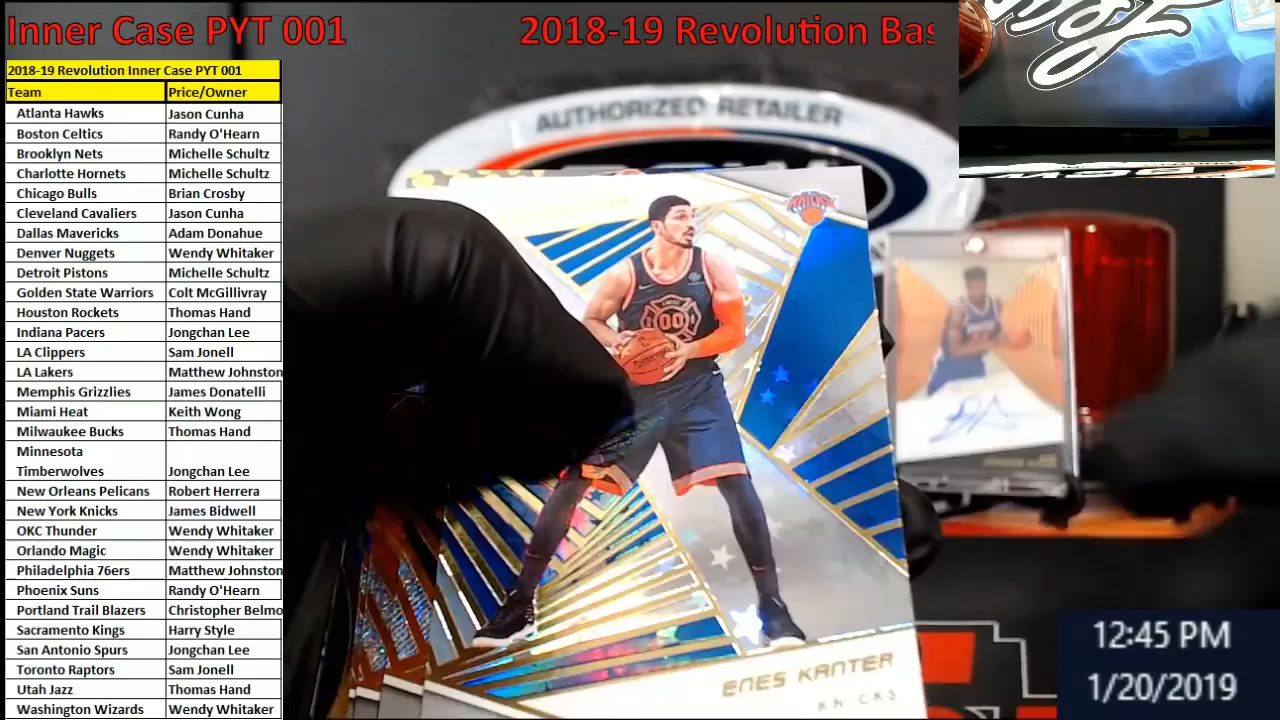 Inner Case PYT 001
2018-19 Revolution Bas
2018-19 Revolution Inner Case PYT 001
Team Price/Owner
Atlanta Hawks Jason Cunha
Boston Celtics Randy O'Hearn
Brooklyn Nets Michelle Schultz
Charlotte Hornets Michelle Schultz
Chicago Bulls Brian Crosby
Cleveland Cavaliers Jason Cunha
Dallas Mavericks Adam Donahue
Denver Nuggets Wendy Whitaker
Detroit Pistons Michelle Schultz
Golden State Warriors Colt McGillivray
Houston Rockets Thomas Hand
Indiana Pacers Jongchan Lee
LA Clippers Sam Jonell
LA Lakers Matthew Johnston
Memphis Grizzlies James Donatelli
Miami Heat Keith Wong
Milwaukee Bucks Thomas Hand
Minnesota
Timberwolves Jongchan Lee
New Orleans Pelicans Robert Herrera
New York Knicks James Bidwell
OKC Thunder Wendy Whitaker
Orlando Magic Wendy Whitaker
Philadelphia 76ers Matthew Johnston
Phoenix Suns Randy O'Hearn
Portland Trail Blazers Christopher Belmo
Sacramento Kings Harry Style
San Antonio Spurs Jongchan Lee
Toronto Raptors Sam Jonell
Utah Jazz Thomas Hand
Washington Wizards Wendy Whitaker
AUTHORIZED RETAILER
KNICKS
00
ENES KANTER
KNICKS
12:45 PM
1/20/2019